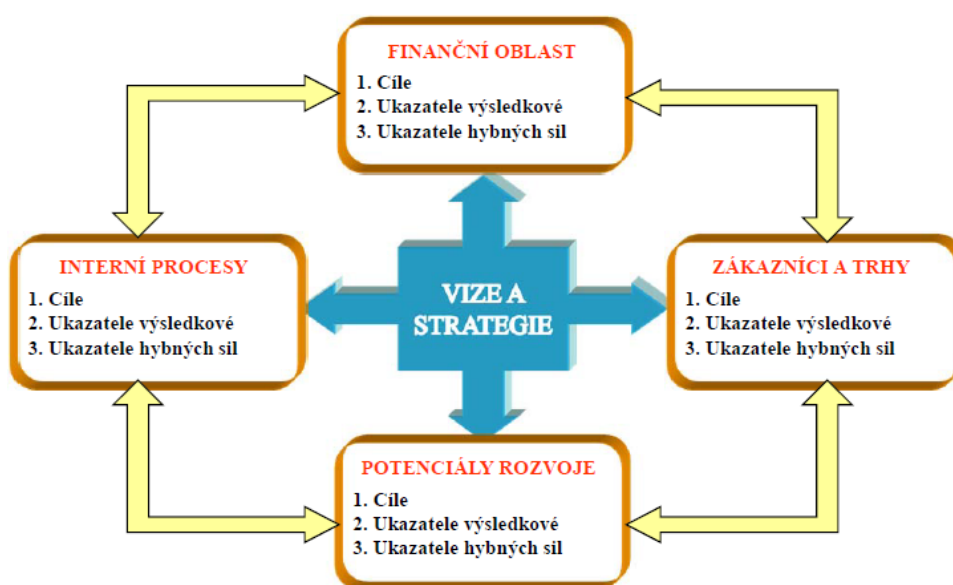 FINANČNÍ OBLAST
1. Cíle
2. Ukazatele výsledkové
3. Ukazatele hybných sil
INTERNÍ PROCESY
1. Cíle
2. Ukazatele výsledkové
3. Ukazatele hybných sil
VIZE A
STRATEGIE
ZÁKAZNÍCI A TRHY
1. Cíle
2. Ukazatele výsledkové
3. Ukazatele hybných sil
POTENCIÁLY ROZVOJE
1. Cíle
2. Ukazatele výsledkové
3. Ukazatele hybných sil